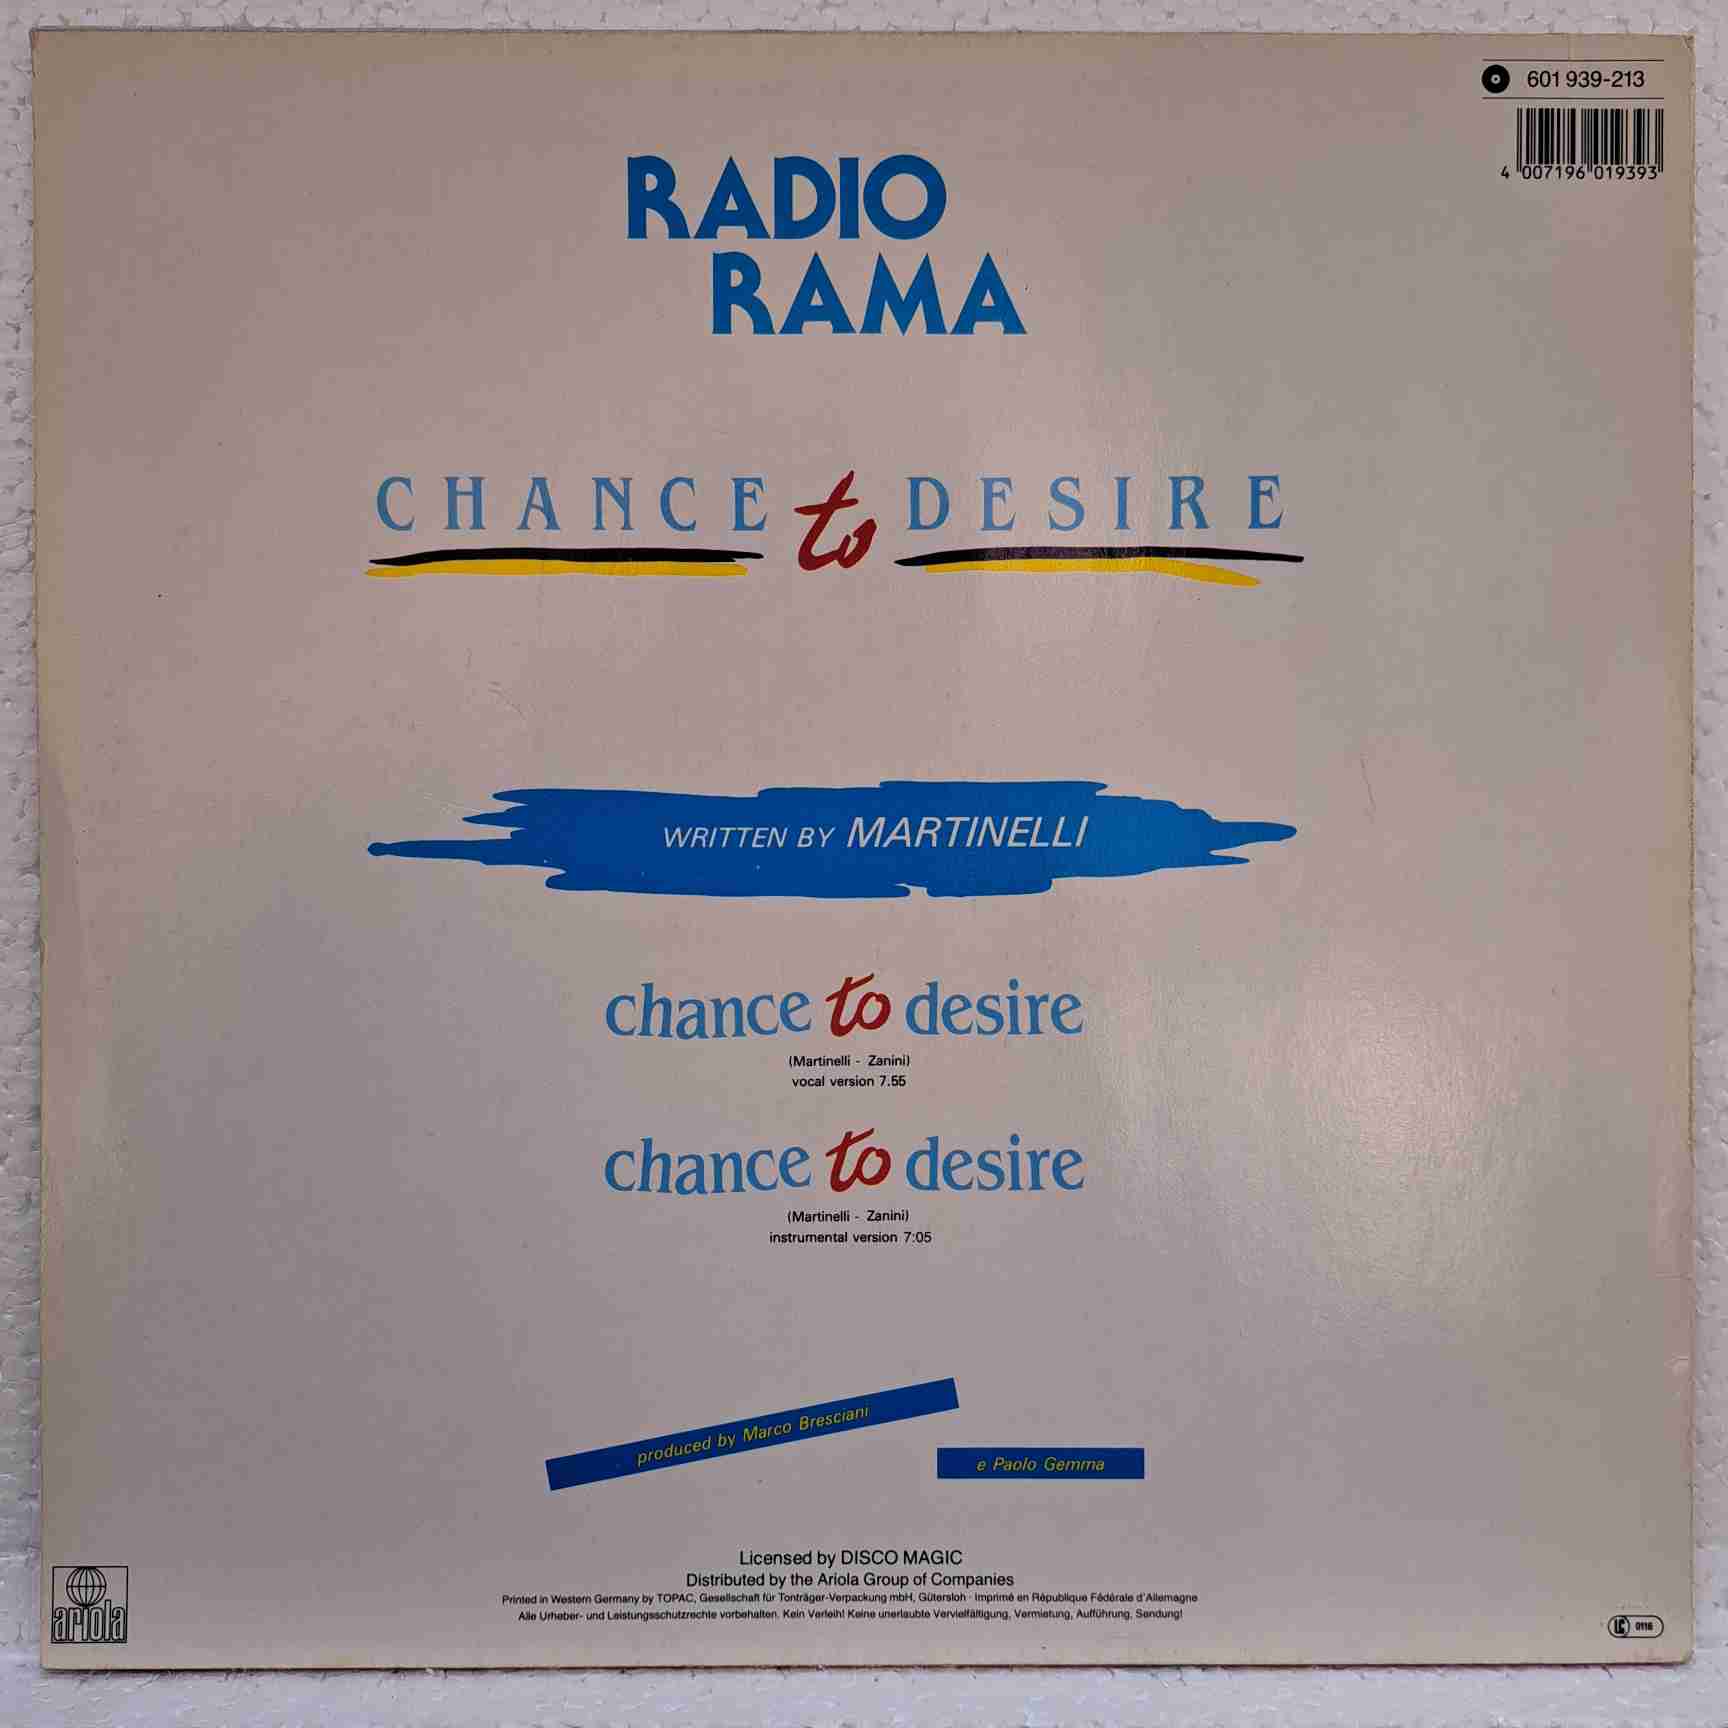 601 939-213
4 007196 019393
RADIO
RAMA
CHANCE to DESIRE
WRITTEN BY MARTINELLI
chance to desire
(Martinelli - Zanini)
vocal version 7.55
chance to desire
(Martinelli - Zanini)
instrumental version 7:05
produced by Marco Bresciani
e Paolo Gemma
Licensed by DISCO MAGIC
Distributed by the Ariola Group of Companies
Printed in Western Germany by TOPAC, Gesellschaft für Tonträger-Verpackung mbH, Gütersloh · Imprimé en République Fédérale d'Allemagne
Alle Urheber- und Leistungsschutzrechte vorbehalten. Kein Verleih! Keine unerlaubte Vervielfältigung, Vermietung, Aufführung, Sendung!
ariola
LC 0116